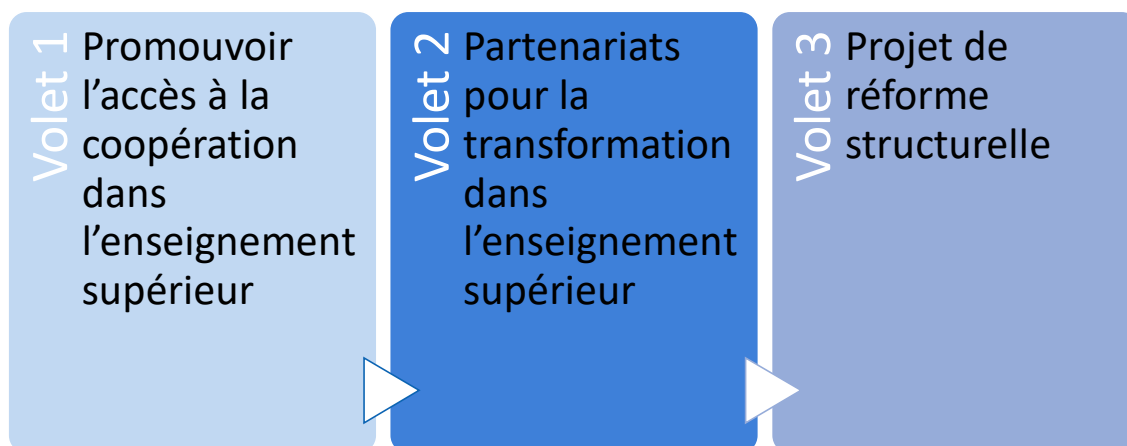 Volet 1
Promouvoir
l’accès à la
coopération
dans
l’enseignement
supérieur
Volet 2
Partenariats
pour la
transformation
dans
l’enseignement
supérieur
Volet 3
Projet de
réforme
structurelle